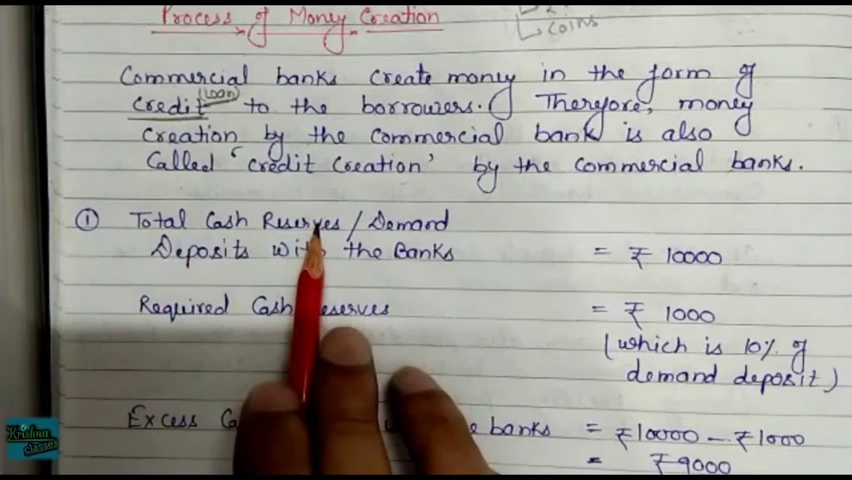 Process of Money Creation
coins
Commercial banks create money in the form of
(Loan)
credit to the borrowers. Therefore, money
creation by the commercial bank is also
Called 'credit creation' by the commercial banks.
① Total Cash Reserves / Demand
Deposits with the Banks = ₹ 10000
Required Cash Reserves = ₹ 1000
(which is 10% of
demand deposit)
Excess banks = ₹10000 - ₹1000
= ₹9000
Krishna
classes